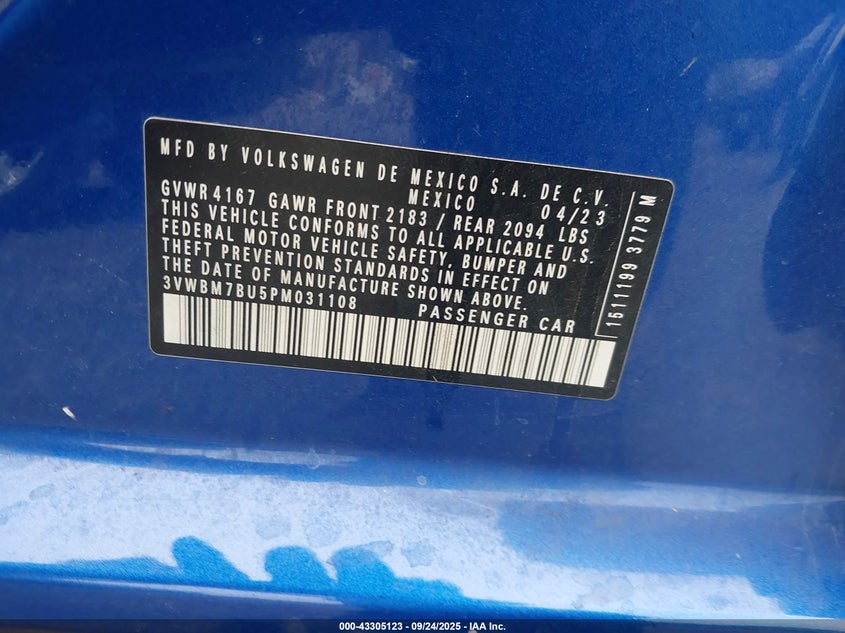 MFD BY VOLKSWAGEN DE MEXICO S.A. DE C.V.
MEXICO 04/23
GVWR 4167 GAWR FRONT 2183 / REAR 2094 LBS
THIS VEHICLE CONFORMS TO ALL APPLICABLE U.S.
FEDERAL MOTOR VEHICLE SAFETY, BUMPER AND
THEFT PREVENTION STANDARDS IN EFFECT ON
THE DATE OF MANUFACTURE SHOWN ABOVE.
3VWBM7BU5PM031108 PASSENGER CAR
1511199 3779 M
000-43305123 - 09/24/2025 - IAA Inc.